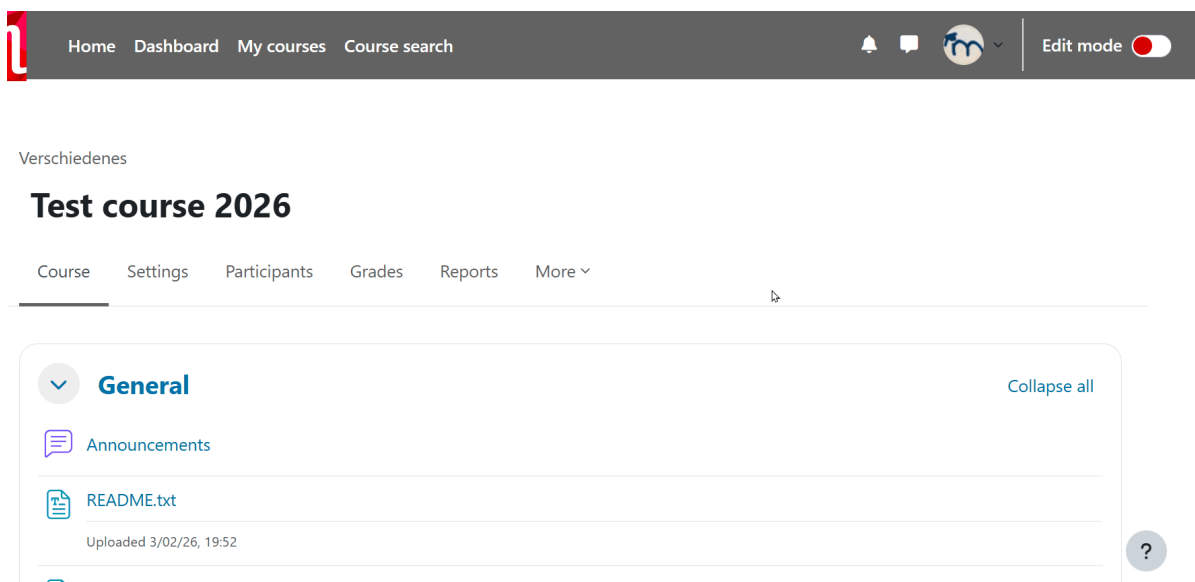 Home Dashboard My courses Course search Edit mode
Verschiedenes
Test course 2026
Course Settings Participants Grades Reports More
General Collapse all
Announcements
README.txt
Uploaded 3/02/26, 19:52
?